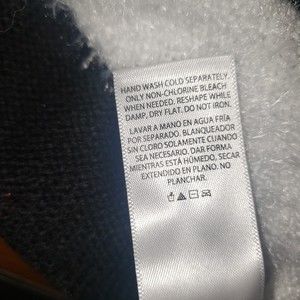 HAND WASH COLD SEPARATELY.
ONLY NON-CHLORINE BLEACH
WHEN NEEDED. RESHAPE WHILE
DAMP, DRY FLAT. DO NOT IRON.
LAVAR A MANO EN AGUA FRÍA
POR SEPARADO. BLANQUEADOR
SIN CLORO SOLAMENTE CUANDO
SEA NECESARIO. DAR FORMA
MIENTRAS ESTÁ HÚMEDO, SECAR
EXTENDIDO EN PLANO. NO
PLANCHAR.